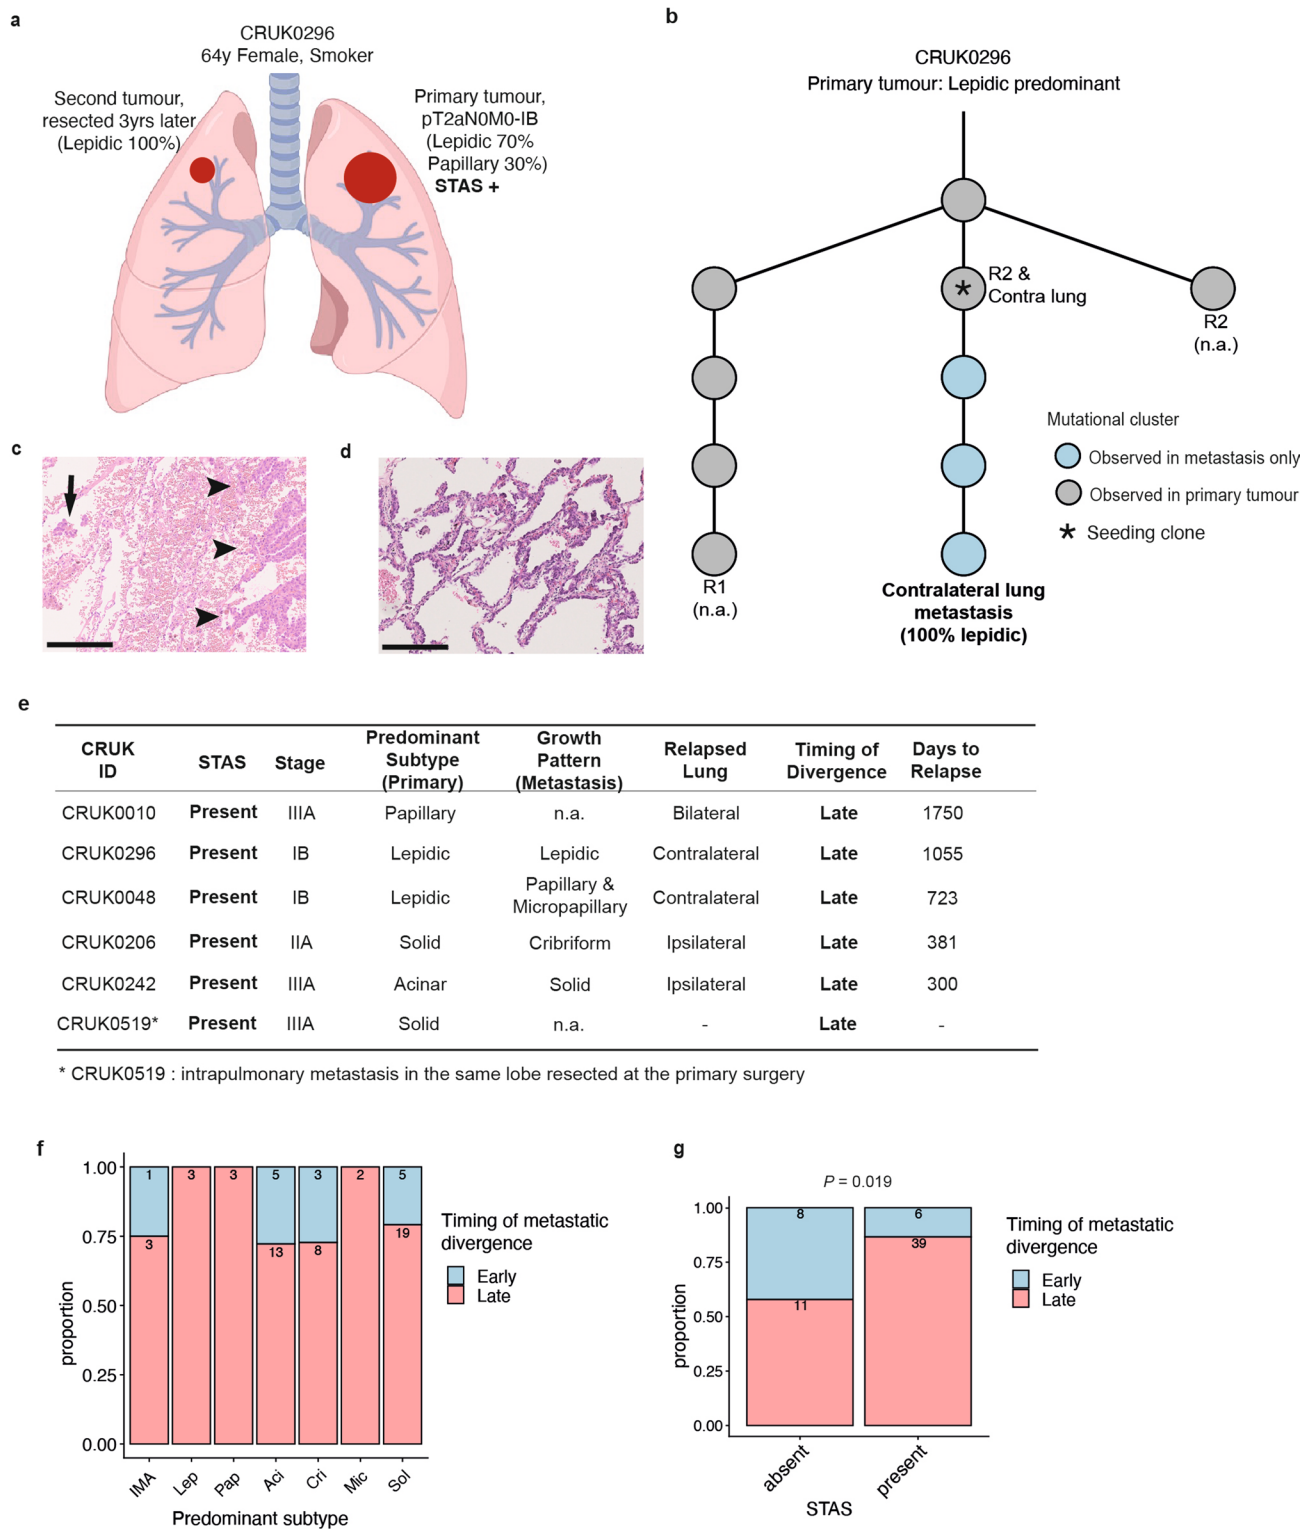 a
CRUK0296
64y Female, Smoker
Second tumour,
resected 3yrs later
(Lepidic 100%)
Primary tumour,
pT2aN0M0-IB
(Lepidic 70%
Papillary 30%)
STAS +
b
CRUK0296
Primary tumour: Lepidic predominant
*
R2 &
Contra lung
R2
(n.a.)
R1
(n.a.)
Contralateral lung
metastasis
(100% lepidic)
Mutational cluster
Observed in metastasis only
Observed in primary tumour
* Seeding clone
c
d
e
CRUK ID STAS Stage Predominant Subtype (Primary) Growth Pattern (Metastasis) Relapsed Lung Timing of Divergence Days to Relapse
CRUK0010 Present IIIA Papillary n.a. Bilateral Late 1750
CRUK0296 Present IB Lepidic Lepidic Contralateral Late 1055
CRUK0048 Present IB Lepidic Papillary & Micropapillary Contralateral Late 723
CRUK0206 Present IIA Solid Cribriform Ipsilateral Late 381
CRUK0242 Present IIIA Acinar Solid Ipsilateral Late 300
CRUK0519* Present IIIA Solid n.a. - Late -
* CRUK0519 : intrapulmonary metastasis in the same lobe resected at the primary surgery
f
proportion
1.00
0.75
0.50
0.25
0.00
1 3 3 5 3 2 5
3 13 8 19
IMA Lep Pap Aci Cri Mic Sol
Predominant subtype
Timing of metastatic
divergence
Early
Late
g
P = 0.019
proportion
1.00
0.75
0.50
0.25
0.00
8 6
11 39
absent present
STAS
Timing of metastatic
divergence
Early
Late